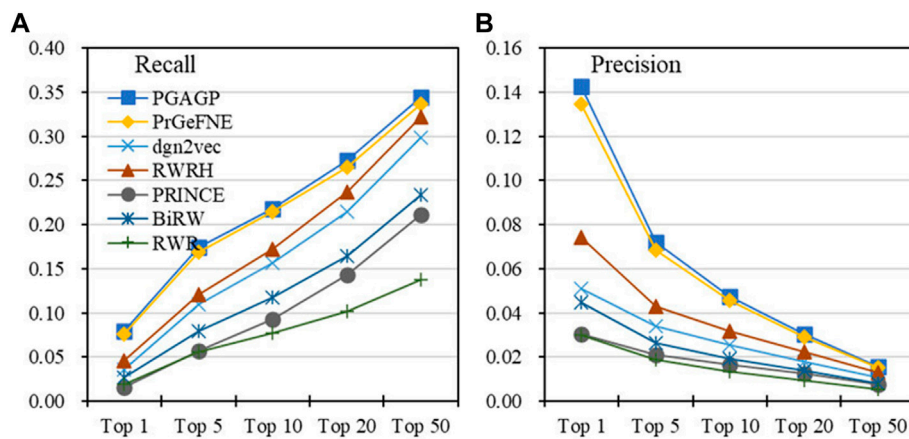 A
Recall
0.40
0.35
0.30
0.25
0.20
0.15
0.10
0.05
0.00
PGAGP
PrGeFNE
dgn2vec
RWRH
PRINCE
BiRW
RWR
Top 1 Top 5 Top 10 Top 20 Top 50
B
Precision
0.16
0.14
0.12
0.10
0.08
0.06
0.04
0.02
0.00
Top 1 Top 5 Top 10 Top 20 Top 50